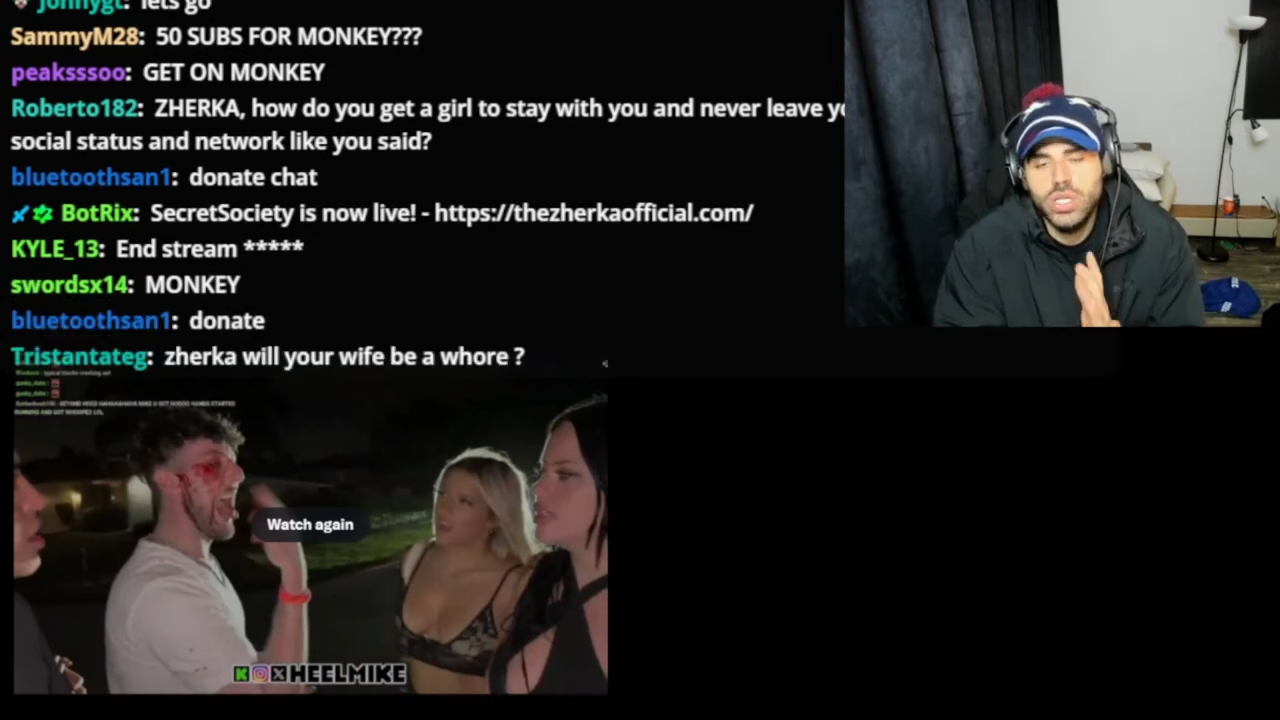 Jonnygt: lets go
SammyM28: 50 SUBS FOR MONKEY???
peaksssoo: GET ON MONKEY
Roberto182: ZHERKA, how do you get a girl to stay with you and never leave
social status and network like you said?
bluetoothsan1: donate chat
BotRix: SecretSociety is now live! - https://thezherkaofficial.com/
KYLE_13: End stream *****
swordsx14: MONKEY
bluetoothsan1: donate
Tristantateg: zherka will your wife be a whore ?
Watch again
HEELMIKE